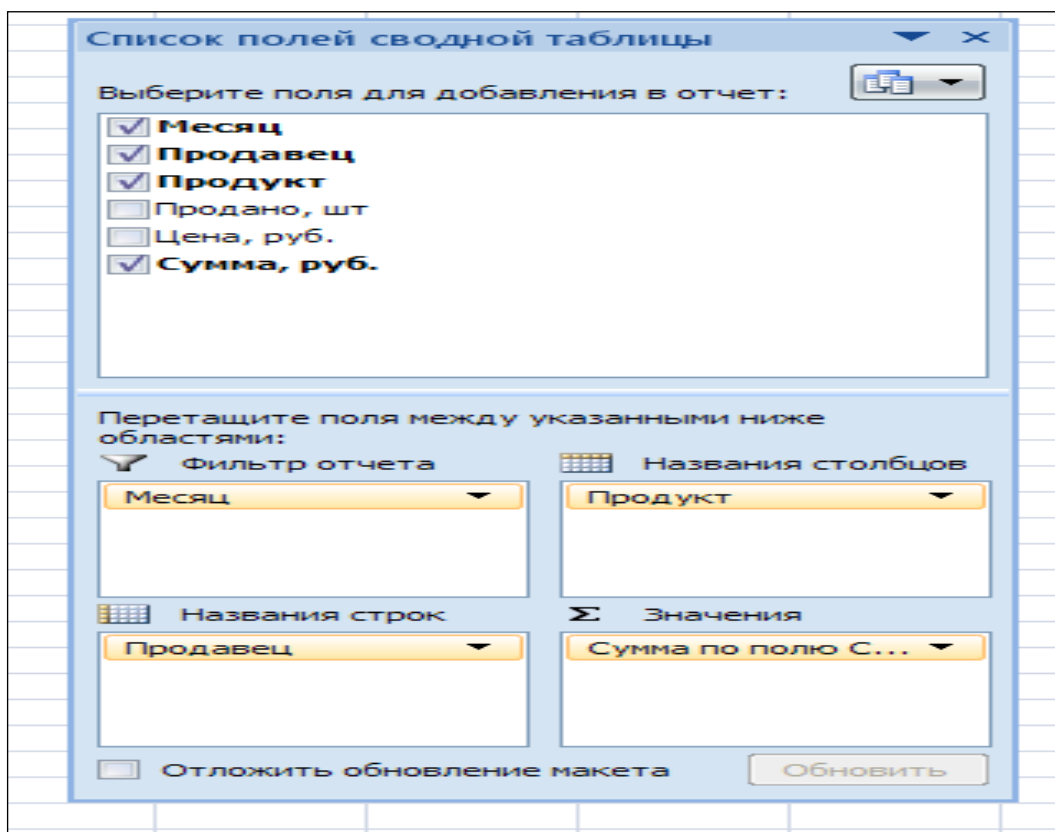 Список полей сводной таблицы
Выберите поля для добавления в отчет:
Месяц
Продавец
Продукт
Продано, шт
Цена, руб.
Сумма, руб.
Перетащите поля между указанными ниже
областями:
Фильтр отчета
Названия столбцов
Месяц
Продукт
Названия строк
Σ Значения
Продавец
Сумма по полю С...
Отложить обновление макета
Обновить